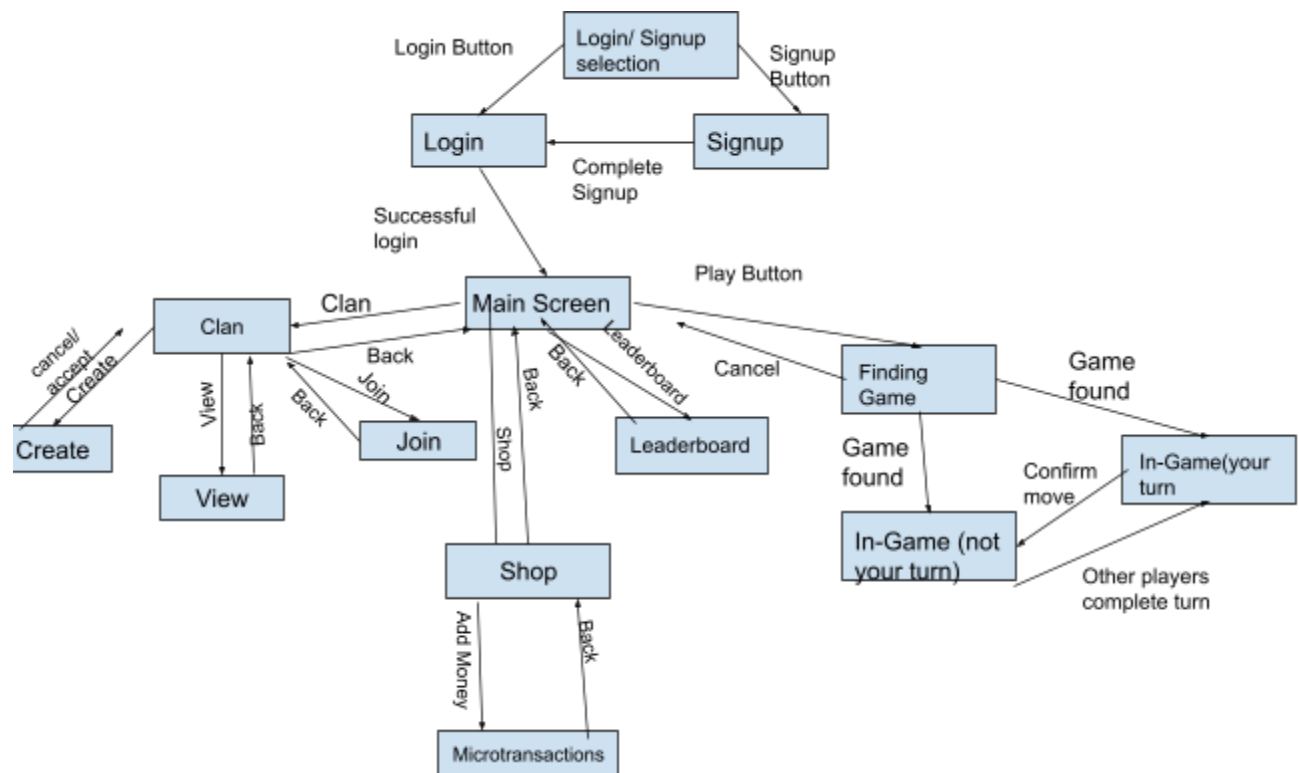 Login Button
Login/ Signup
selection
Signup
Button
Login
Signup
Complete
Signup
Successful
login
Play Button
Main Screen
Clan
Clan
Back
cancel/
accept
Create
View
Back
Join
Back
Leaderboard
Back
Back
Shop
Cancel
Finding
Game
Game
found
Game
found
Create
View
Join
Leaderboard
In-Game(your
turn
Confirm
move
In-Game (not
your turn)
Other players
complete turn
Shop
Add Money
Back
Microtransactions